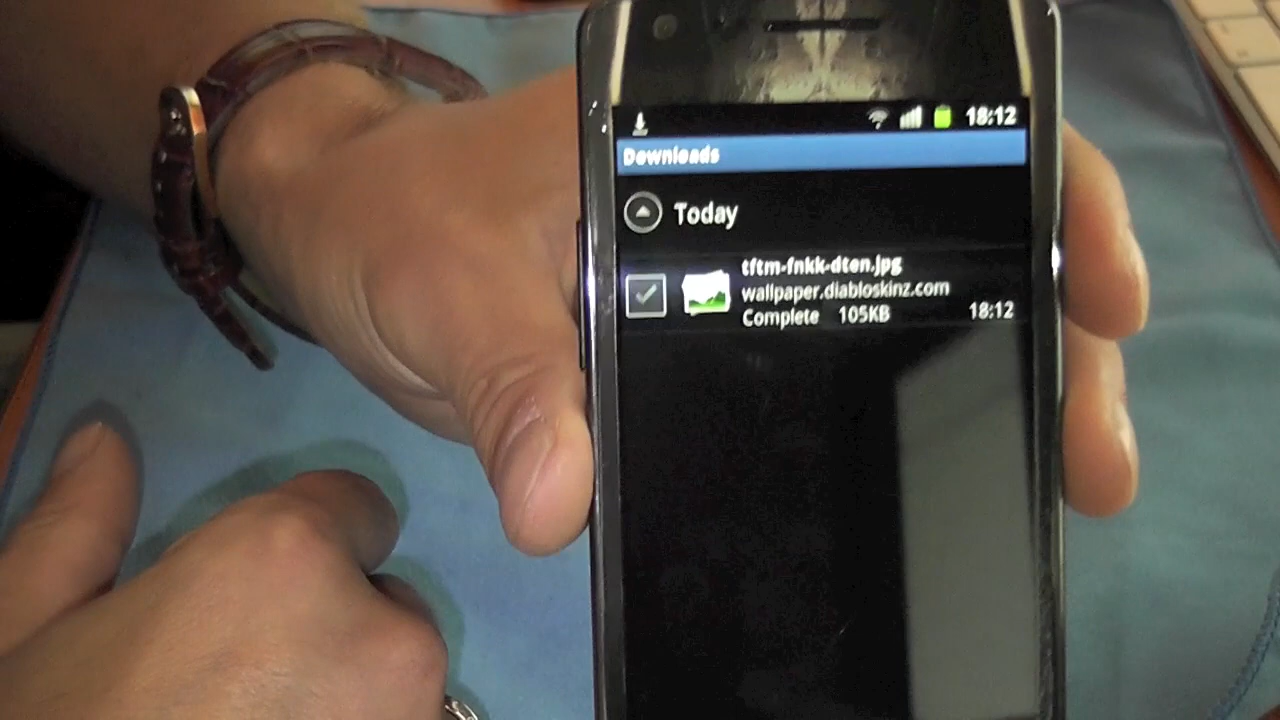 18:12
Downloads
Today
tftm-fnkk-dten.jpg
wallpaper.diabloskinz.com
Complete 105KB 18:12